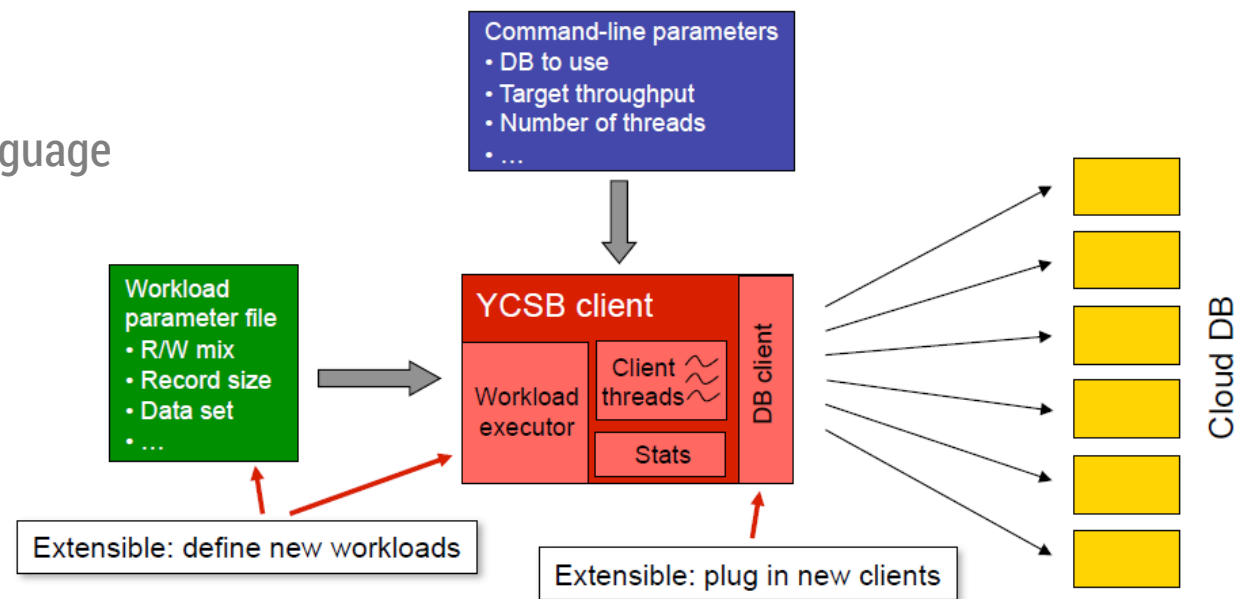 Command-line parameters
• DB to use
• Target throughput
• Number of threads
• …
guage
Workload
parameter file
• R/W mix
• Record size
• Data set
• …
YCSB client
Workload
executor
Client
threads
Stats
DB client
Cloud DB
Extensible: define new workloads
Extensible: plug in new clients